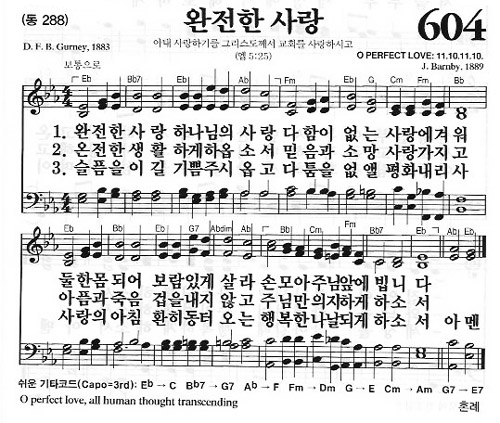 (통 288)
완전한 사랑
604
D. F. B. Gurney, 1883
아내 사랑하기를 그리스도께서 교회를 사랑하시고
(엡 5:25)
O PERFECT LOVE: 11.10.11.10.
J. Barnby, 1889
보통으로
Eb Bb7 Eb Ab Fm Eb G Cm Fm Bb
1. 완전한 사 랑 하나님의 사 랑 다 함이 없 는 사랑에겨 워
2. 온전한 생 활 하게하옵 소 서 믿 음과 소 망 사랑가지 고
3. 슬픔을 이 길 기쁨주시 옵 고 다 툼을 없 앨 평화내리 사
Eb Bb7 Eb G7 Abdim Ab Bb Cm Fm Bb7 Eb Ab Eb
둘 한몸 되 어 보람있게 살 라 손 모아 주 님앞에 빕 니 다
아 픔과 죽 음 겁을내지 않 고 주 님만 의 지하게 하 소 서
사 랑의 아 침 환히동터 오 는 행 복한 나 날되게 하 소 서 아 멘
쉬운 기타코드(Capo=3rd): Eb→C Bb7→G7 Ab→F Fm→Dm G→E Cm→Am G7→E7
O perfect love, all human thought transcending
혼례